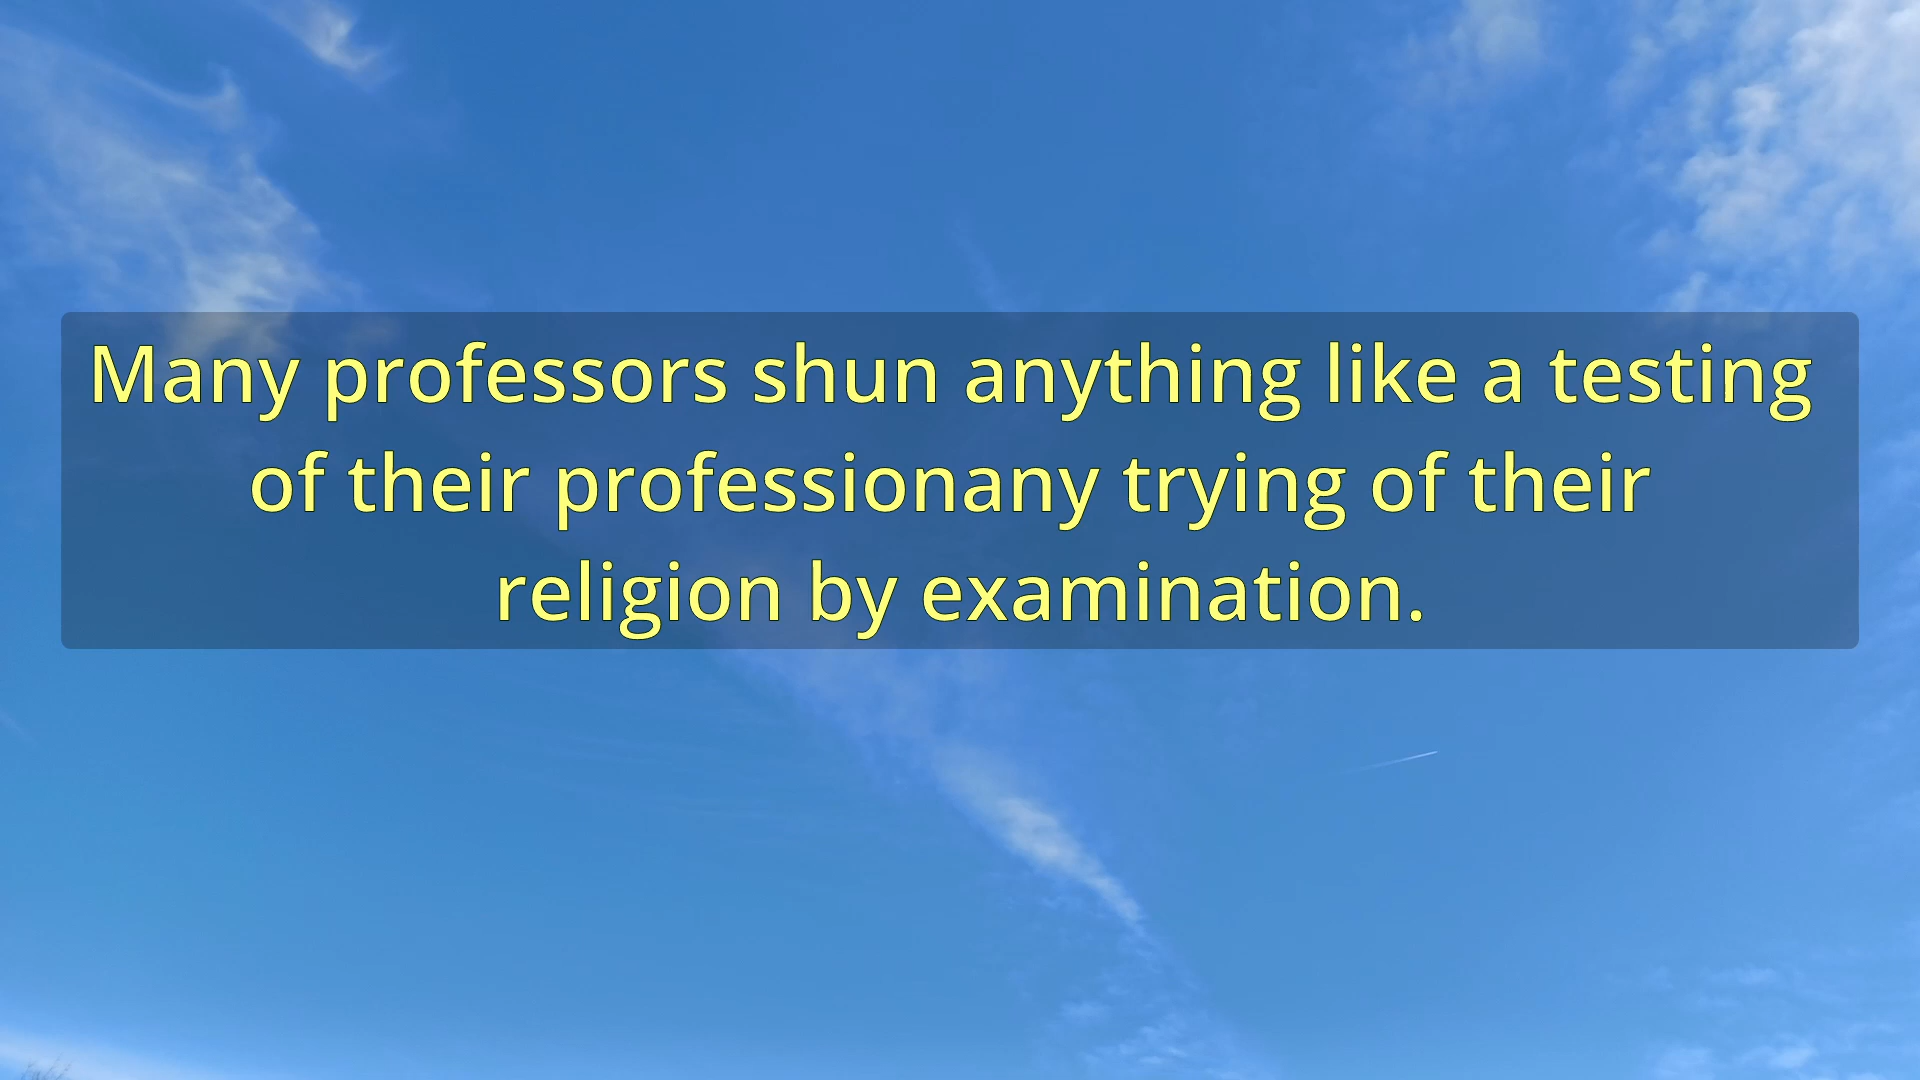 Many professors shun anything like a testing
of their professionany trying of their
religion by examination.